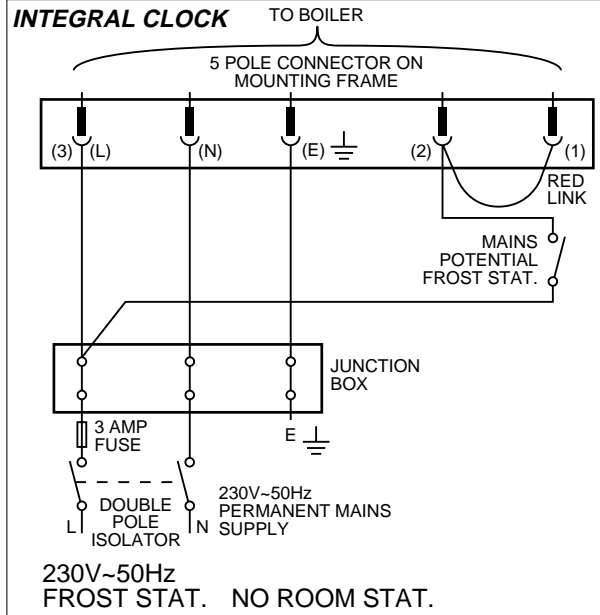 INTEGRAL CLOCK
TO BOILER
5 POLE CONNECTOR ON
MOUNTING FRAME
(3) (L) (N) (E) (2) (1)
RED
LINK
MAINS
POTENTIAL
FROST STAT.
JUNCTION
BOX
3 AMP
FUSE
E
DOUBLE
POLE
ISOLATOR
L
N
230V~50Hz
PERMANENT MAINS
SUPPLY
230V~50Hz
FROST STAT. NO ROOM STAT.